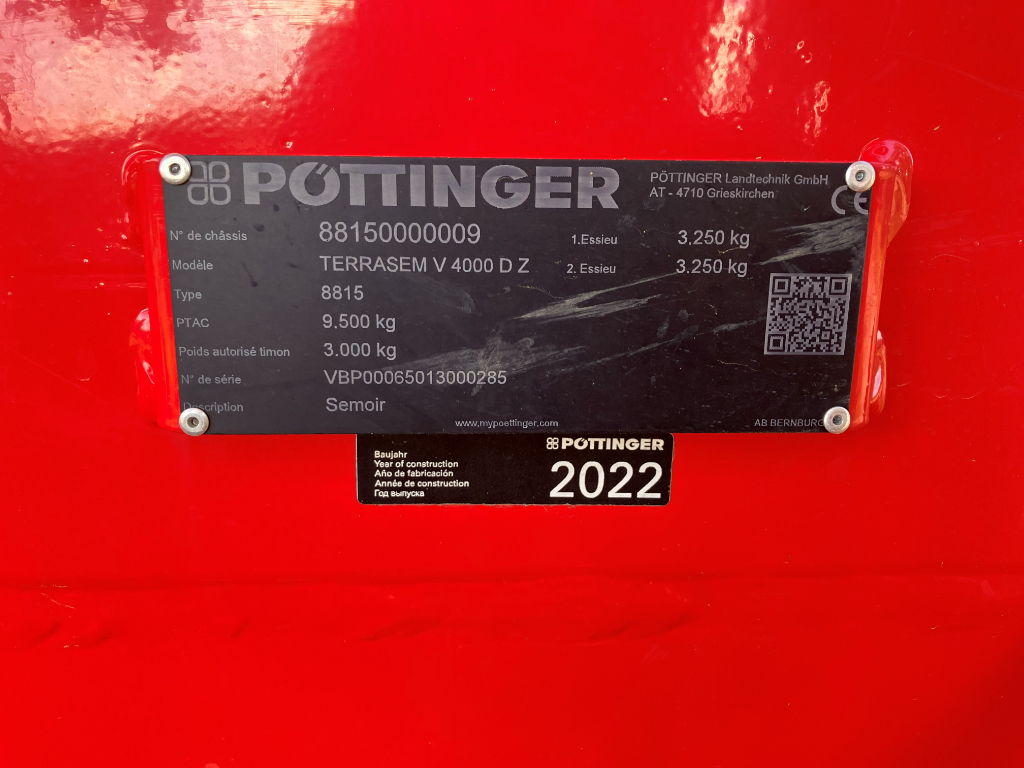 PÖTTINGER
PÖTTINGER Landtechnik GmbH
AT - 4710 Grieskirchen
CE
N° de châssis 88150000009 1.Essieu 3.250 kg
Modèle TERRASEM V 4000 D Z 2. Essieu 3.250 kg
Type 8815
PTAC 9.500 kg
Poids autorisé timon 3.000 kg
N° de série VBP00065013000285
Description Semoir
www.mypoettinger.com AB BERNBURG
PÖTTINGER
Baujahr
Year of construction
Año de fabricación
Année de construction
Год выпуска
2022